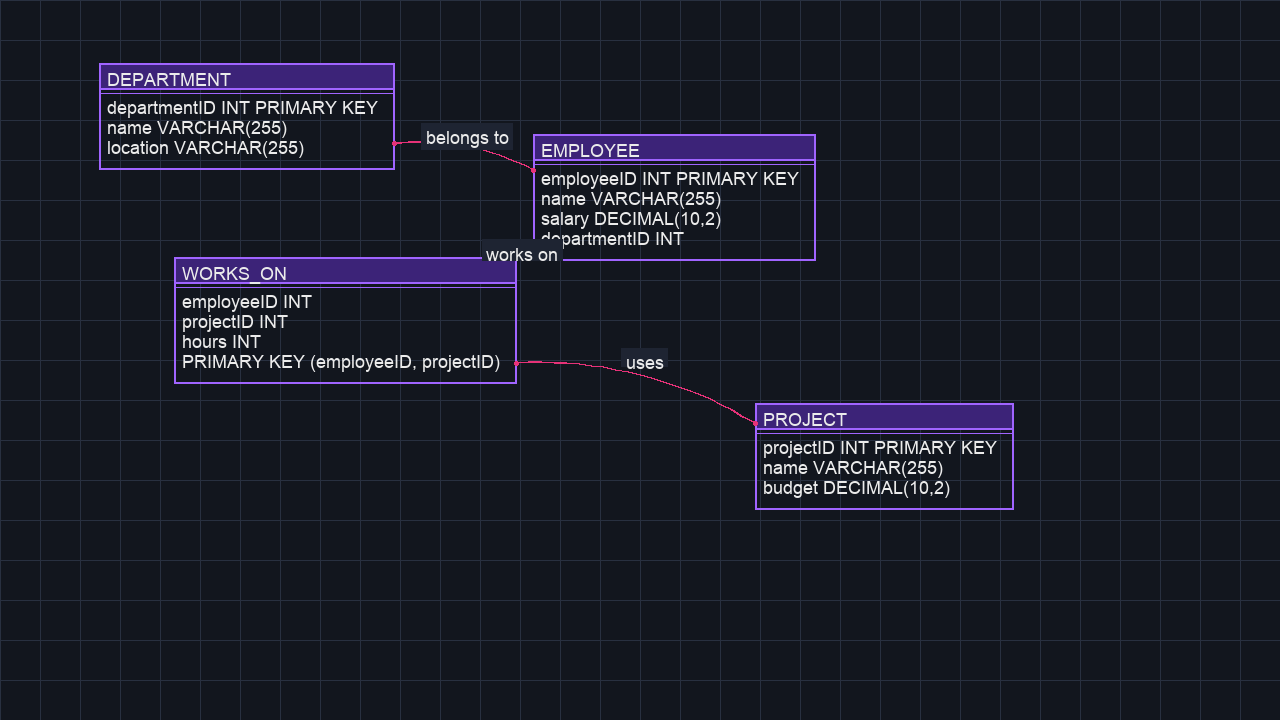 DEPARTMENT
departmentID INT PRIMARY KEY
name VARCHAR(255)
location VARCHAR(255)
belongs to
EMPLOYEE
employeeID INT PRIMARY KEY
name VARCHAR(255)
salary DECIMAL(10,2)
departmentID INT
works on
WORKS_ON
employeeID INT
projectID INT
hours INT
PRIMARY KEY (employeeID, projectID)
uses
PROJECT
projectID INT PRIMARY KEY
name VARCHAR(255)
budget DECIMAL(10,2)